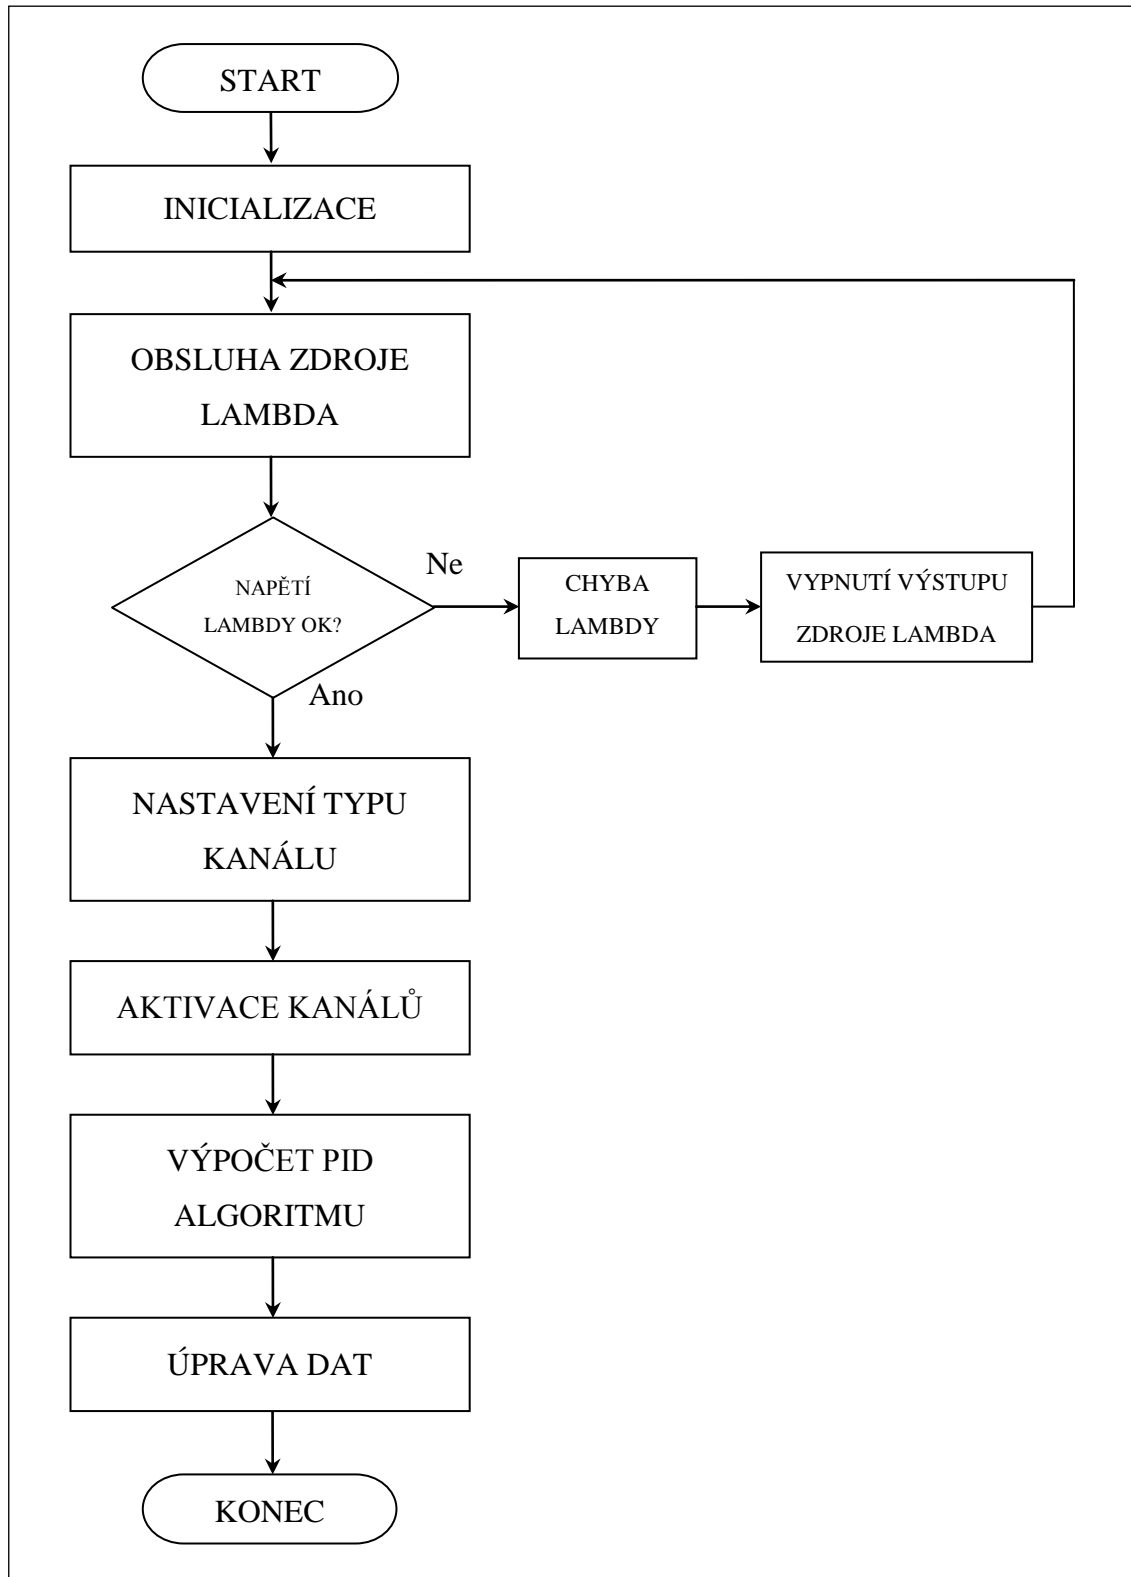 START
INICIALIZACE
OBSLUHA ZDROJE
LAMBDA
NAPĚTÍ
LAMBDY OK?
Ne
CHYBA
LAMBDY
VYPNUTÍ VÝSTUPU
ZDROJE LAMBDA
Ano
NASTAVENÍ TYPU
KANÁLU
AKTIVACE KANÁLŮ
VÝPOČET PID
ALGORITMU
ÚPRAVA DAT
KONEC